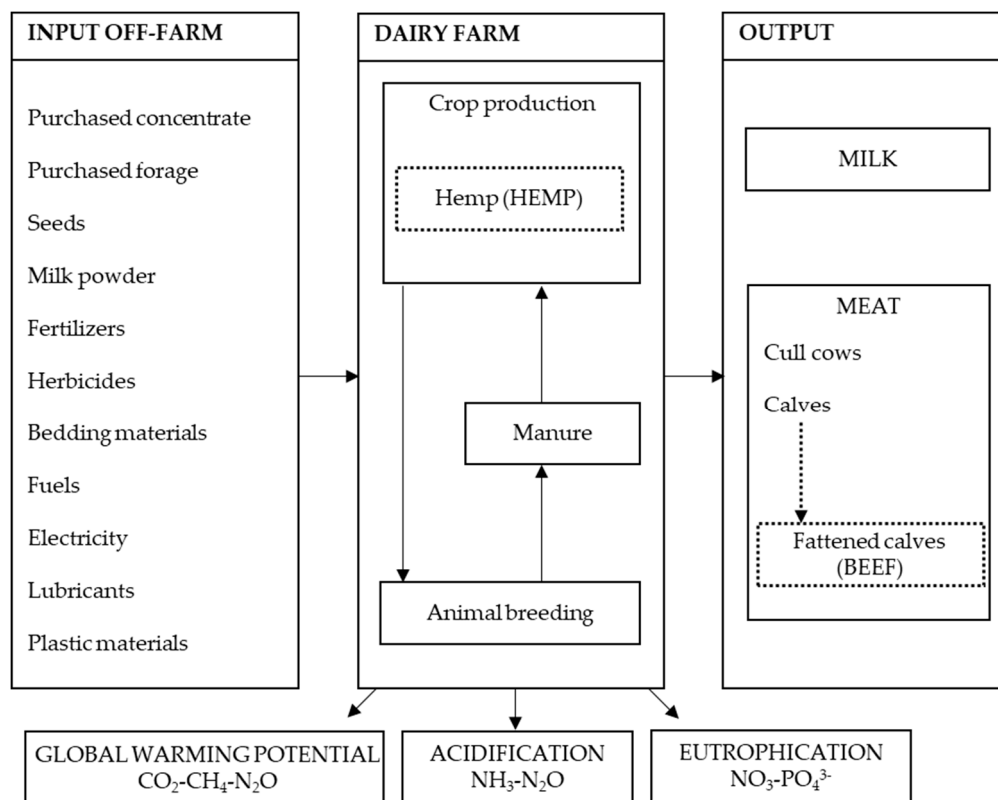 INPUT OFF-FARM
Purchased concentrate
Purchased forage
Seeds
Milk powder
Fertilizers
Herbicides
Bedding materials
Fuels
Electricity
Lubricants
Plastic materials
DAIRY FARM
Crop production
Hemp (HEMP)
Manure
Animal breeding
OUTPUT
MILK
MEAT
Cull cows
Calves
Fattened calves
(BEEF)
GLOBAL WARMING POTENTIAL
CO₂-CH₄-N₂O
ACIDIFICATION
NH₃-N₂O
EUTROPHICATION
NO₃-PO₄³⁻